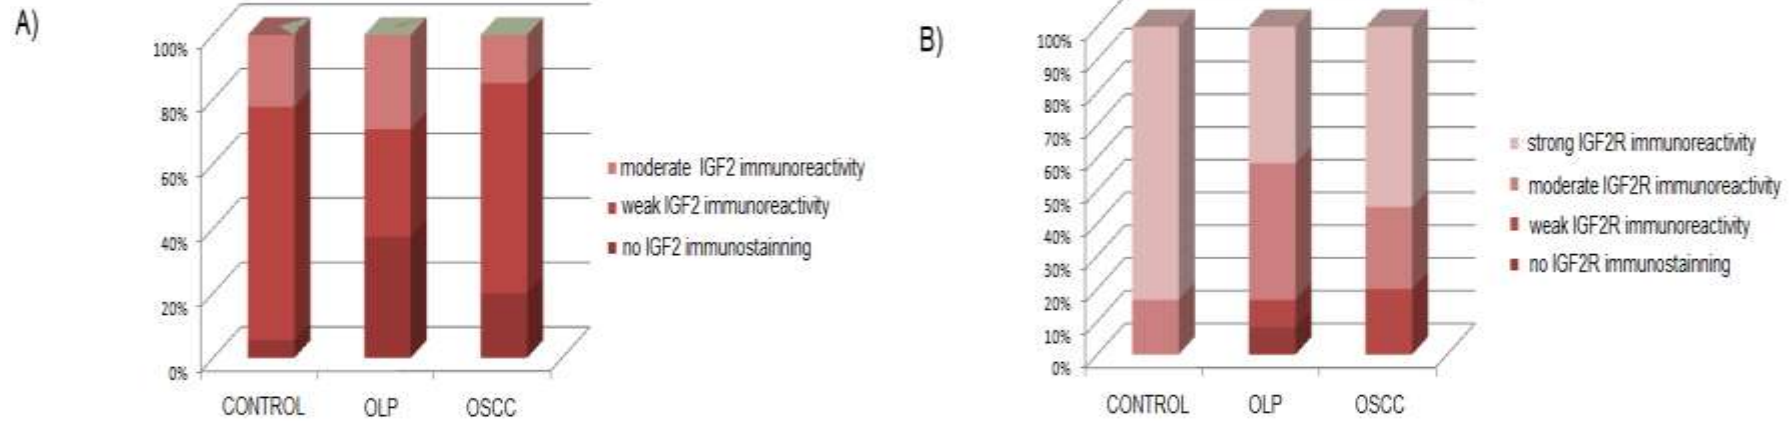 A)
100%
80%
60%
40%
20%
0%
CONTROL OLP OSCC
moderate IGF2 immunoreactivity
weak IGF2 immunoreactivity
no IGF2 immunostainning
B)
100%
90%
80%
70%
60%
50%
40%
30%
20%
10%
0%
CONTROL OLP OSCC
strong IGF2R immunoreactivity
moderate IGF2R immunoreactivity
weak IGF2R immunoreactivity
no IGF2R immunostainning